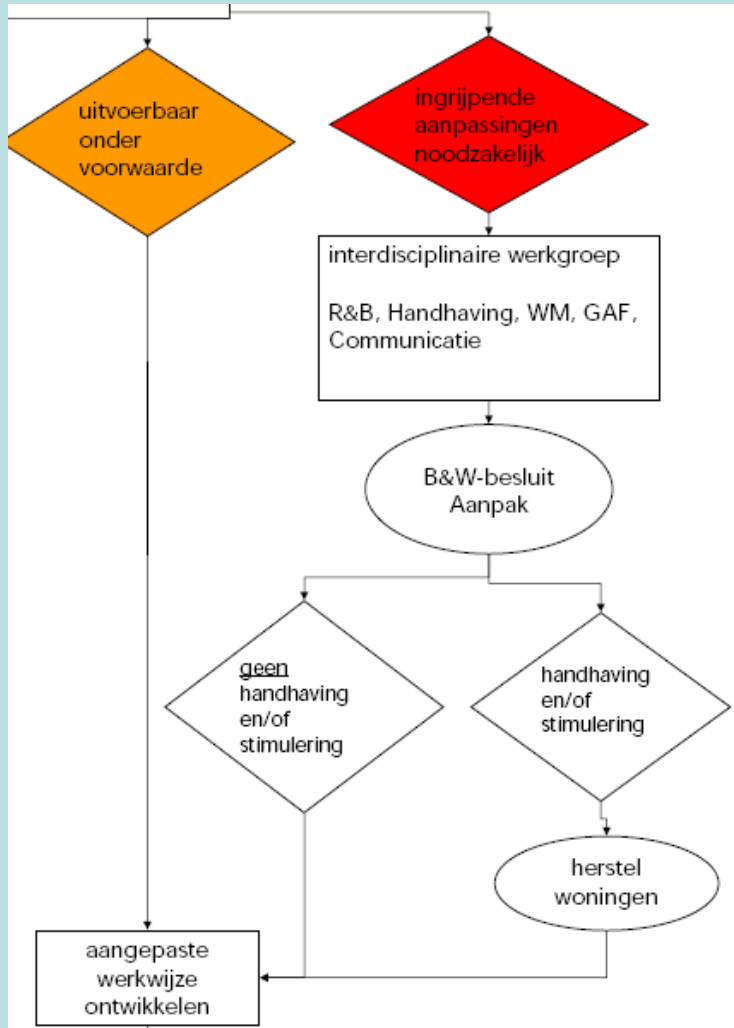 uitvoerbaar
onder
voorwaarde
ingrijpende
aanpassingen
noodzakelijk
interdisciplinaire werkgroep
R&B, Handhaving, WM, GAF,
Communicatie
B&W-besluit
Aanpak
geen
handhaving
en/of
stimulering
handhaving
en/of
stimulering
herstel
woningen
aangepaste
werkwijze
ontwikkelen